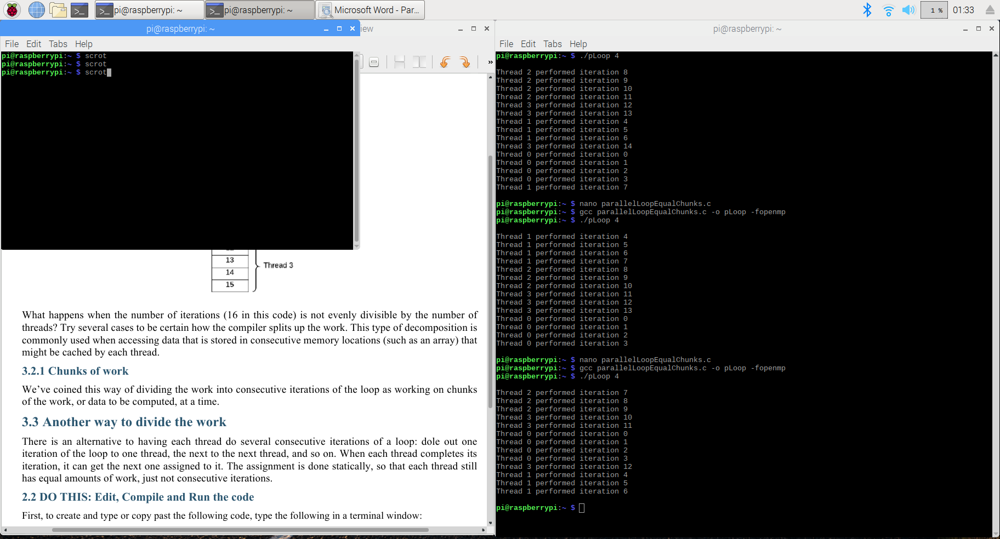 pi@raspberrypi: ~
pi@raspberrypi: ~
Microsoft Word - Par...
1 %
01:33
pi@raspberrypi: ~
iew
File Edit Tabs Help
pi@raspberrypi:~ $ scrot
pi@raspberrypi:~ $ scrot
pi@raspberrypi:~ $ scrot
»
13
14
15
Thread 3
What happens when the number of iterations (16 in this code) is not evenly divisible by the number of
threads? Try several cases to be certain how the compiler splits up the work. This type of decomposition is
commonly used when accessing data that is stored in consecutive memory locations (such as an array) that
might be cached by each thread.
3.2.1 Chunks of work
We’ve coined this way of dividing the work into consecutive iterations of the loop as working on chunks
of the work, or data to be computed, at a time.
3.3 Another way to divide the work
There is an alternative to having each thread do several consecutive iterations of a loop: dole out one
iteration of the loop to one thread, the next to the next thread, and so on. When each thread completes its
iteration, it can get the next one assigned to it. The assignment is done statically, so that each thread still
has equal amounts of work, just not consecutive iterations.
2.2 DO THIS: Edit, Compile and Run the code
First, to create and type or copy past the following code, type the following in a terminal window:
pi@raspberrypi: ~
File Edit Tabs Help
pi@raspberrypi:~ $ ./pLoop 4
Thread 2 performed iteration 8
Thread 2 performed iteration 9
Thread 2 performed iteration 10
Thread 2 performed iteration 11
Thread 3 performed iteration 12
Thread 3 performed iteration 13
Thread 1 performed iteration 4
Thread 1 performed iteration 5
Thread 1 performed iteration 6
Thread 3 performed iteration 14
Thread 0 performed iteration 0
Thread 0 performed iteration 1
Thread 0 performed iteration 2
Thread 0 performed iteration 3
Thread 1 performed iteration 7
pi@raspberrypi:~ $ nano parallelLoopEqualChunks.c
pi@raspberrypi:~ $ gcc parallelLoopEqualChunks.c -o pLoop -fopenmp
pi@raspberrypi:~ $ ./pLoop 4
Thread 1 performed iteration 4
Thread 1 performed iteration 5
Thread 1 performed iteration 6
Thread 1 performed iteration 7
Thread 2 performed iteration 8
Thread 2 performed iteration 9
Thread 2 performed iteration 10
Thread 3 performed iteration 11
Thread 3 performed iteration 12
Thread 3 performed iteration 13
Thread 0 performed iteration 0
Thread 0 performed iteration 1
Thread 0 performed iteration 2
Thread 0 performed iteration 3
pi@raspberrypi:~ $ nano parallelLoopEqualChunks.c
pi@raspberrypi:~ $ gcc parallelLoopEqualChunks.c -o pLoop -fopenmp
pi@raspberrypi:~ $ ./pLoop 4
Thread 2 performed iteration 7
Thread 2 performed iteration 8
Thread 2 performed iteration 9
Thread 3 performed iteration 10
Thread 3 performed iteration 11
Thread 0 performed iteration 0
Thread 0 performed iteration 1
Thread 0 performed iteration 2
Thread 0 performed iteration 3
Thread 3 performed iteration 12
Thread 1 performed iteration 4
Thread 1 performed iteration 5
Thread 1 performed iteration 6
pi@raspberrypi:~ $